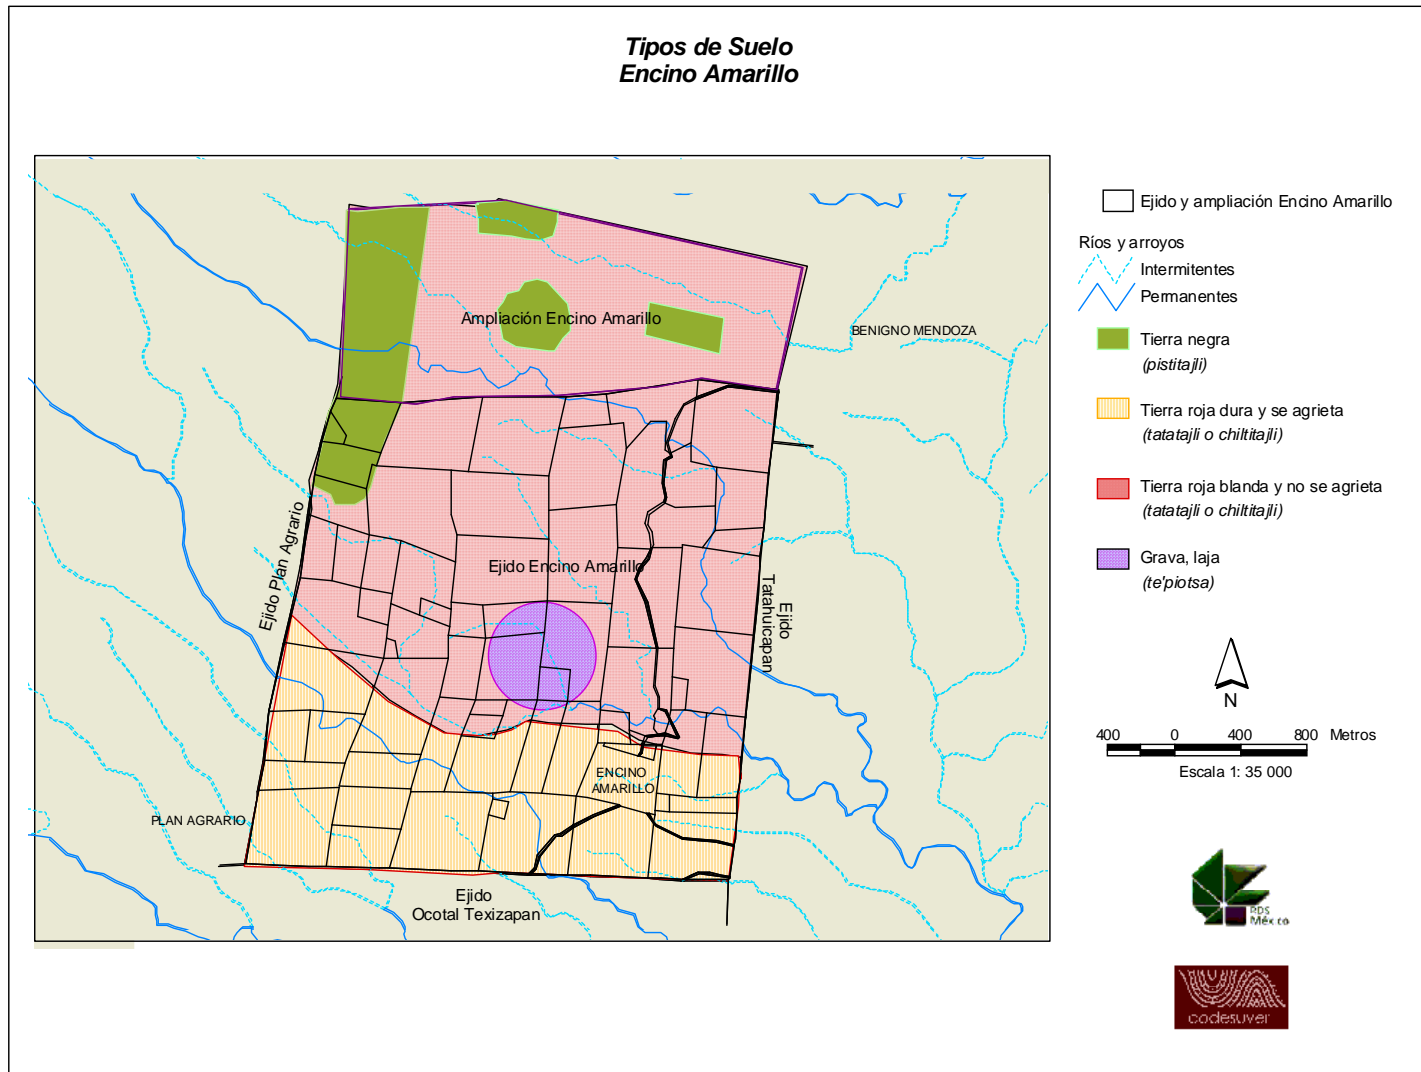 Tipos de Suelo
Encino Amarillo
Ejido y ampliación Encino Amarillo
Ríos y arroyos
Intermitentes
Permanentes
Tierra negra
(pistitajli)
Tierra roja dura y se agrieta
(tatatajli o chiltitajli)
Tierra roja blanda y no se agrieta
(tatatajli o chiltitajli)
Grava, laja
(te'piotsa)
Ampliación Encino Amarillo
BENIGNO MENDOZA
Ejido Plan Agrario
Ejido Encino Amarillo
Ejido
Tatahuicapan
ENCINO
AMARILLO
PLAN AGRARIO
Ejido
Ocotal Texizapan
N
400 0 400 800 Metros
Escala 1: 35 000
RDS
México
codesuver